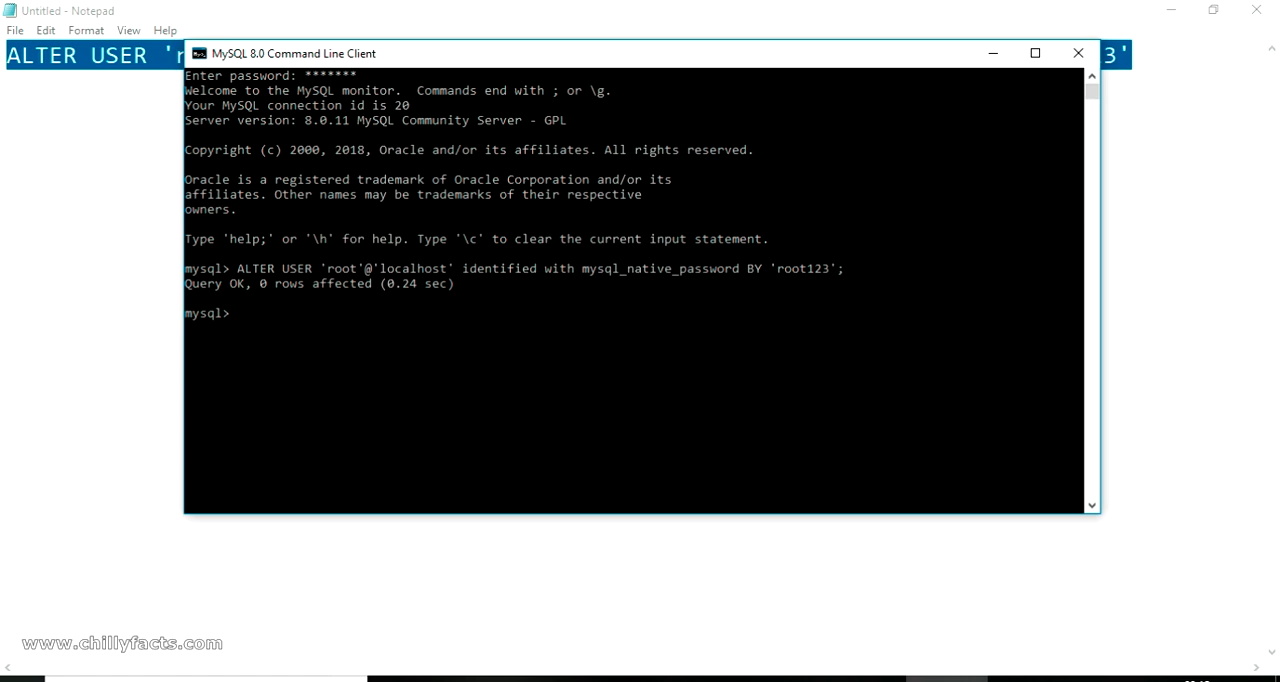 Untitled - Notepad
File Edit Format View Help
ALTER USER 'r 3'
MySQL 8.0 Command Line Client
Enter password: *******
Welcome to the MySQL monitor.  Commands end with ; or \g.
Your MySQL connection id is 20
Server version: 8.0.11 MySQL Community Server - GPL
Copyright (c) 2000, 2018, Oracle and/or its affiliates. All rights reserved.
Oracle is a registered trademark of Oracle Corporation and/or its
affiliates. Other names may be trademarks of their respective
owners.
Type 'help;' or '\h' for help. Type '\c' to clear the current input statement.
mysql> ALTER USER 'root'@'localhost' identified with mysql_native_password BY 'root123';
Query OK, 0 rows affected (0.24 sec)
mysql>
www.chillyfacts.com